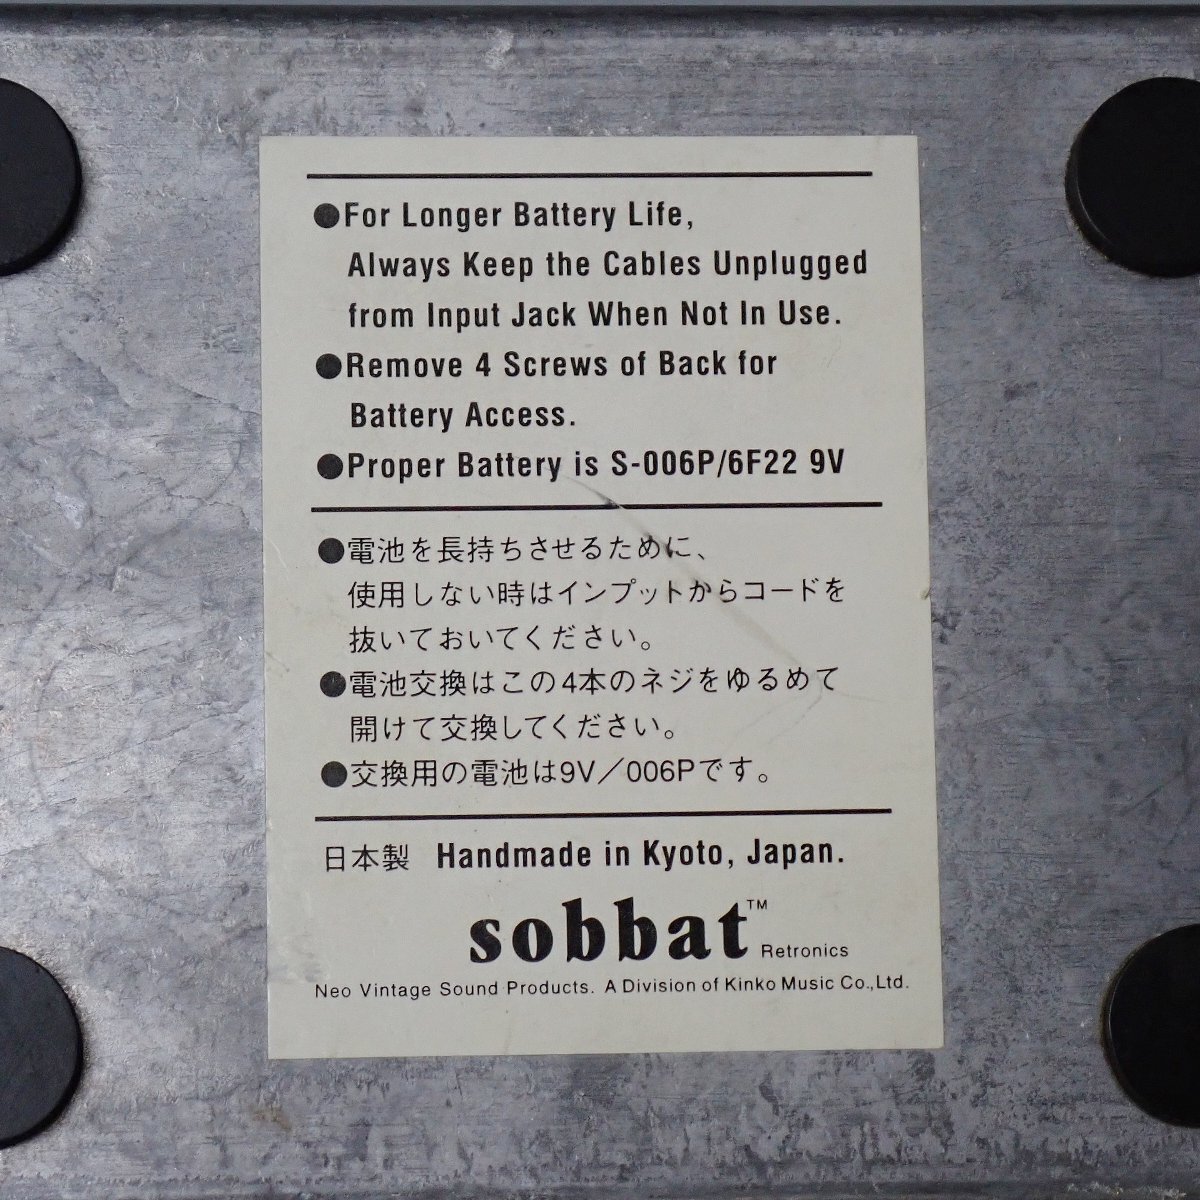 ●For Longer Battery Life,
Always Keep the Cables Unplugged
from Input Jack When Not In Use.
●Remove 4 Screws of Back for
Battery Access.
●Proper Battery is S-006P/6F22 9V
●電池を長持ちさせるために、
使用しない時はインプットからコードを
抜いておいてください。
●電池交換はこの4本のネジをゆるめて
開けて交換してください。
●交換用の電池は9V／006Pです。
日本製 Handmade in Kyoto, Japan.
sobbat™ Retronics
Neo Vintage Sound Products. A Division of Kinko Music Co.,Ltd.